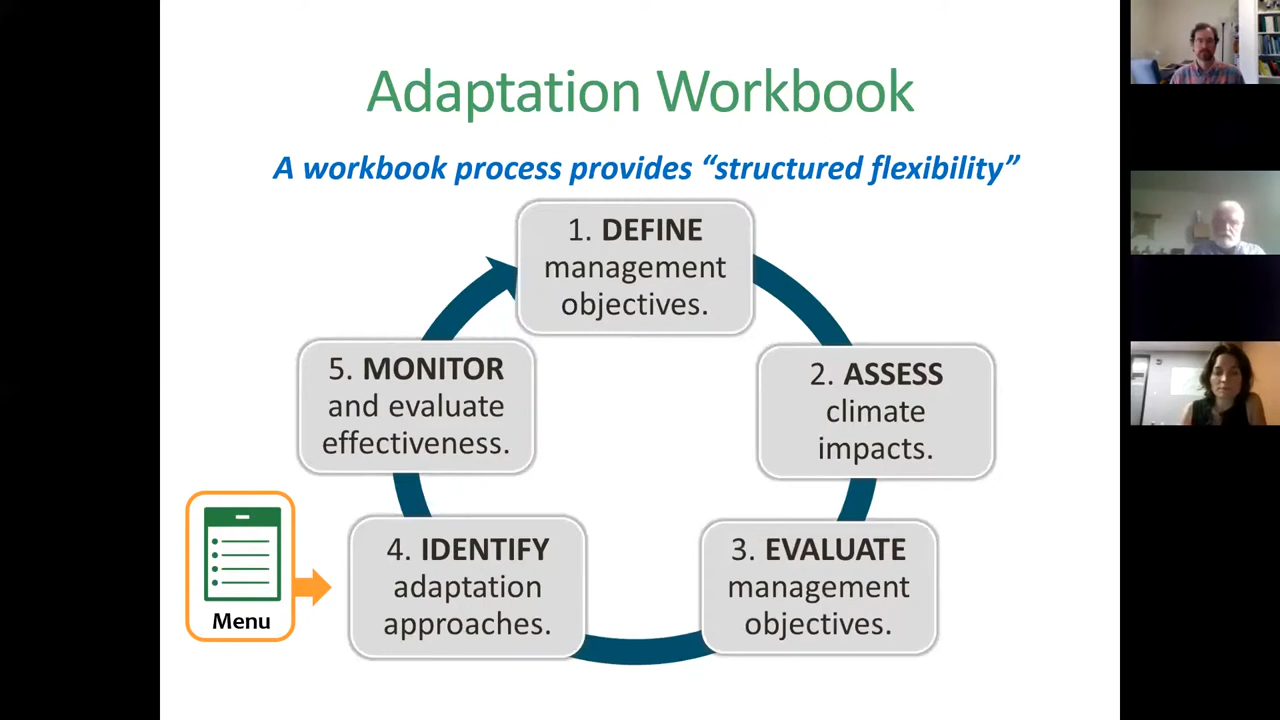 Adaptation Workbook
A workbook process provides “structured flexibility”
1. DEFINE
management
objectives.
2. ASSESS
climate
impacts.
3. EVALUATE
management
objectives.
4. IDENTIFY
adaptation
approaches.
5. MONITOR
and evaluate
effectiveness.
Menu